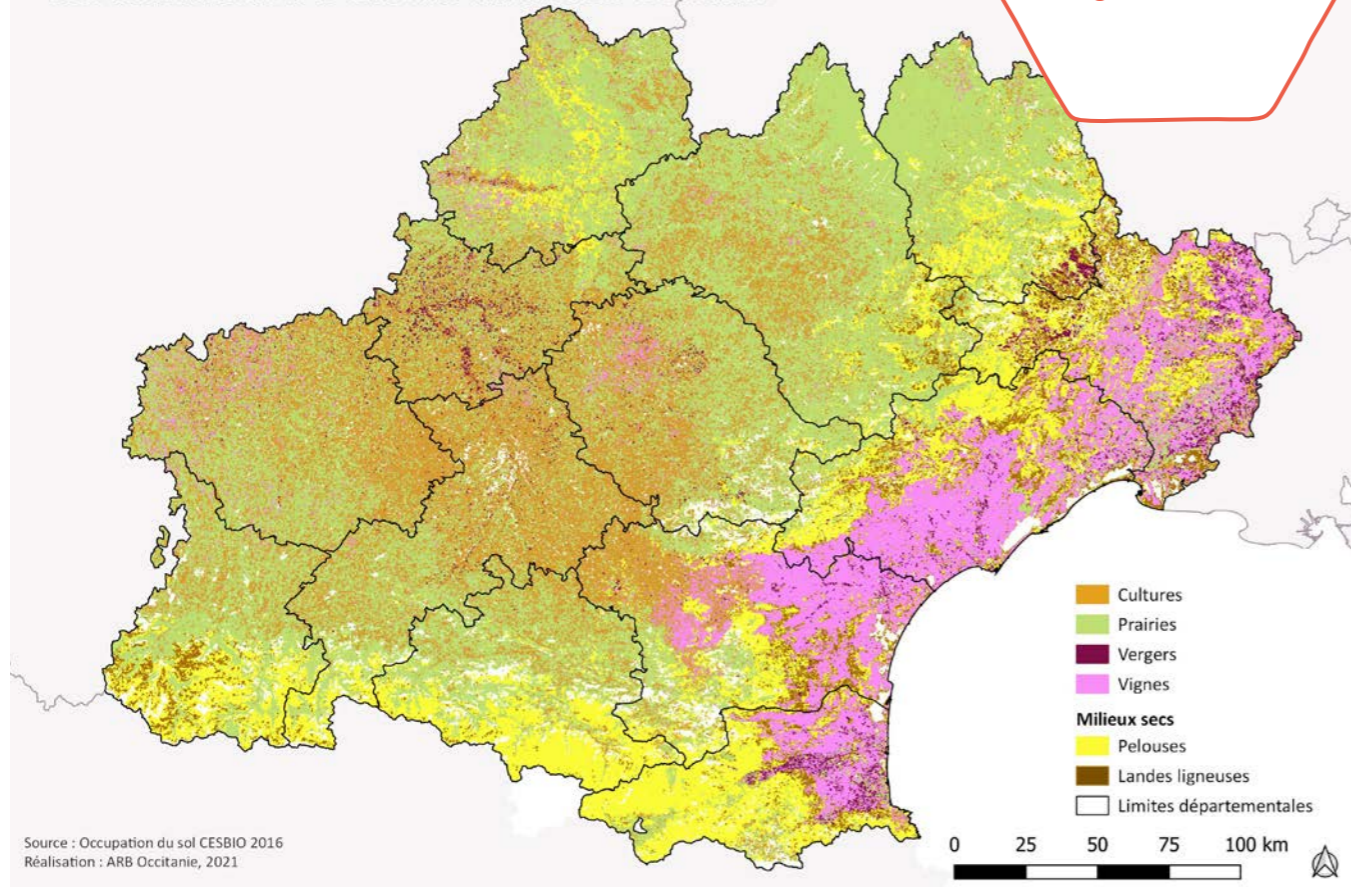 Cultures
Prairies
Vergers
Vignes
Milieux secs
Pelouses
Landes ligneuses
Limites départementales
Source : Occupation du sol CESBIO 2016
Réalisation : ARB Occitanie, 2021
0 25 50 75 100 km